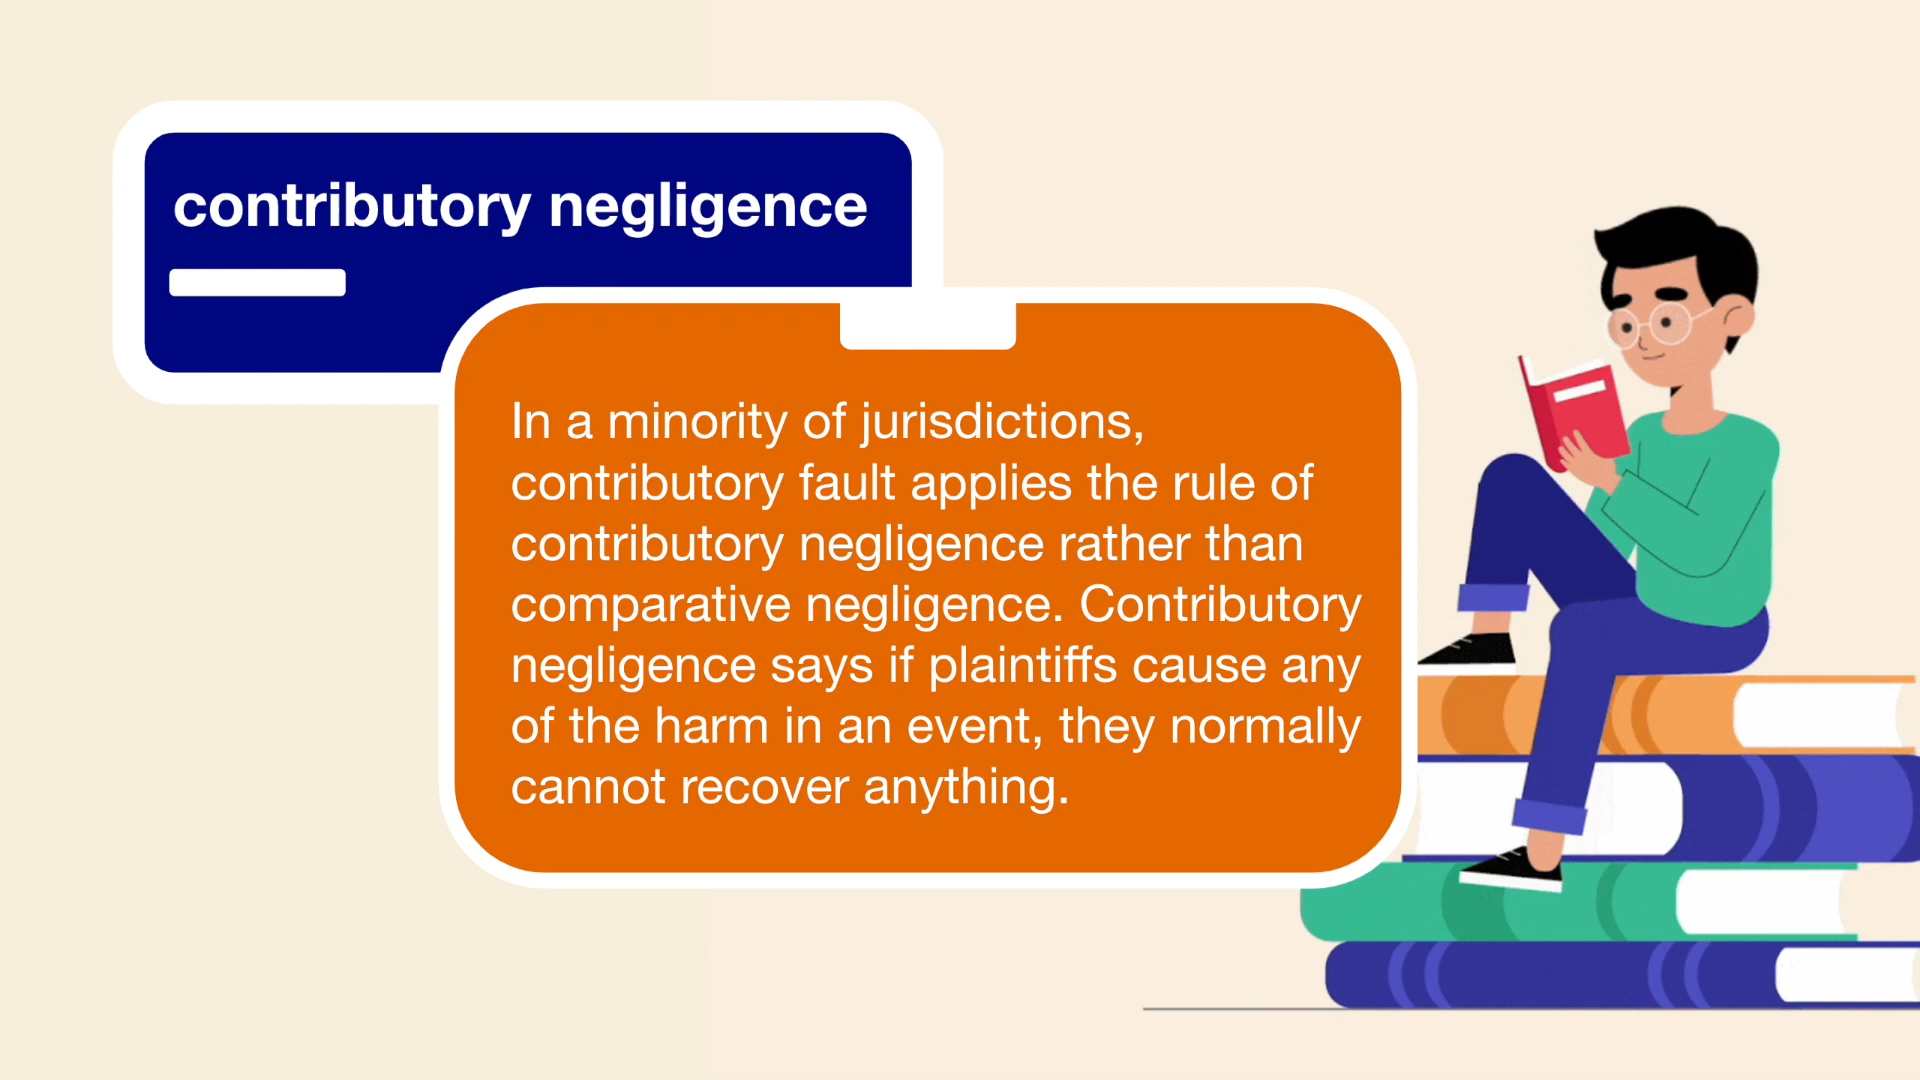 contributory negligence
In a minority of jurisdictions,
contributory fault applies the rule of
contributory negligence rather than
comparative negligence. Contributory
negligence says if plaintiffs cause any
of the harm in an event, they normally
cannot recover anything.